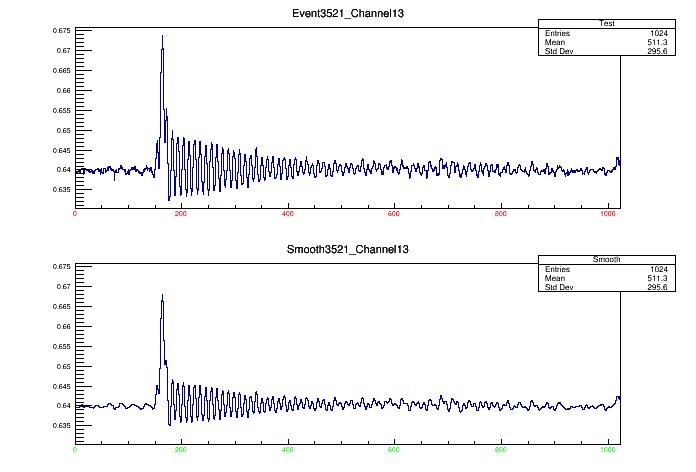 Event3521_Channel13
Test
Entries 1024
Mean 511.3
Std Dev 295.6
0.675
0.67
0.665
0.66
0.655
0.65
0.645
0.64
0.635
0 200 400 600 800 1000
Smooth3521_Channel13
Smooth
Entries 1024
Mean 511.3
Std Dev 295.6
0.675
0.67
0.665
0.66
0.655
0.65
0.645
0.64
0.635
0 200 400 600 800 1000